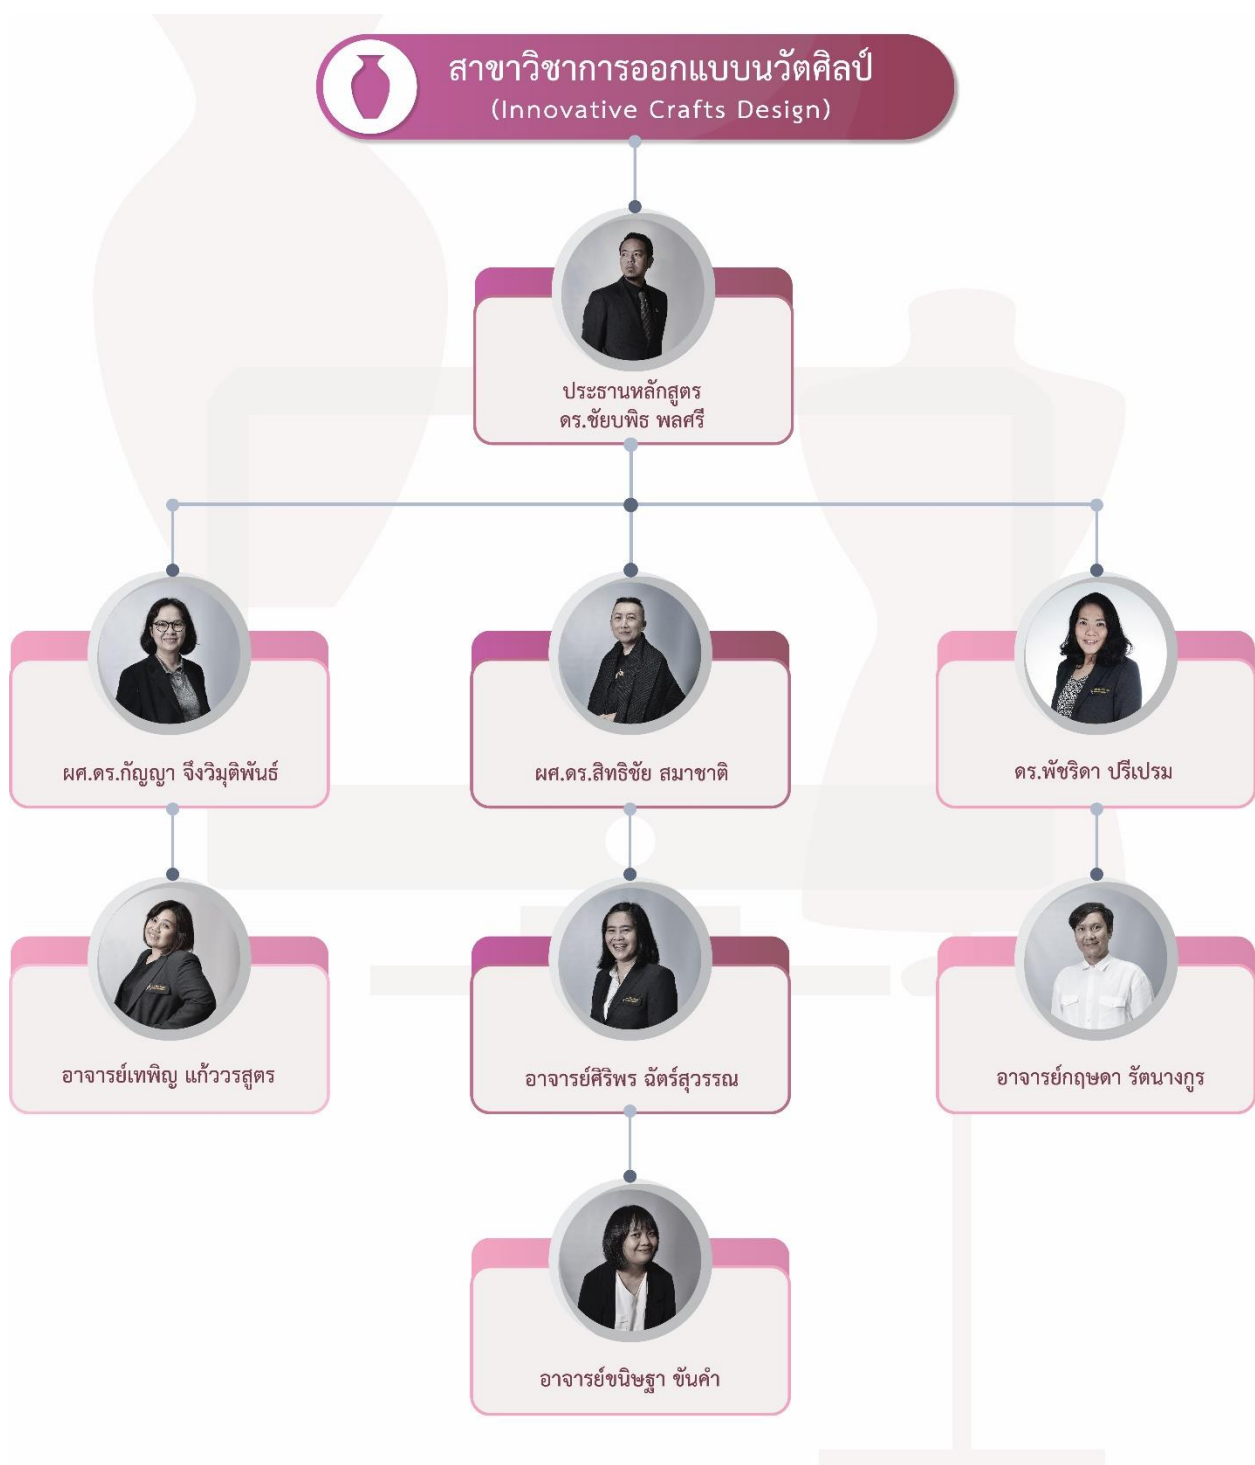 สาขาวิชาการออกแบบนวัตศิลป์
(Innovative Crafts Design)
ประธานหลักสูตร
ดร.ชัยบพิธ พลศรี
ผศ.ดร.กัญญา จึงวิมุติพันธ์
ผศ.ดร.สิทธิชัย สมาชาติ
ดร.พัชริดา ปรีเปรม
อาจารย์เทพิญ แก้ววรสูตร
อาจารย์ศิริพร ฉัตร์สุวรรณ
อาจารย์กฤษดา รัตนางกูร
อาจารย์ขนิษฐา ขันคำ